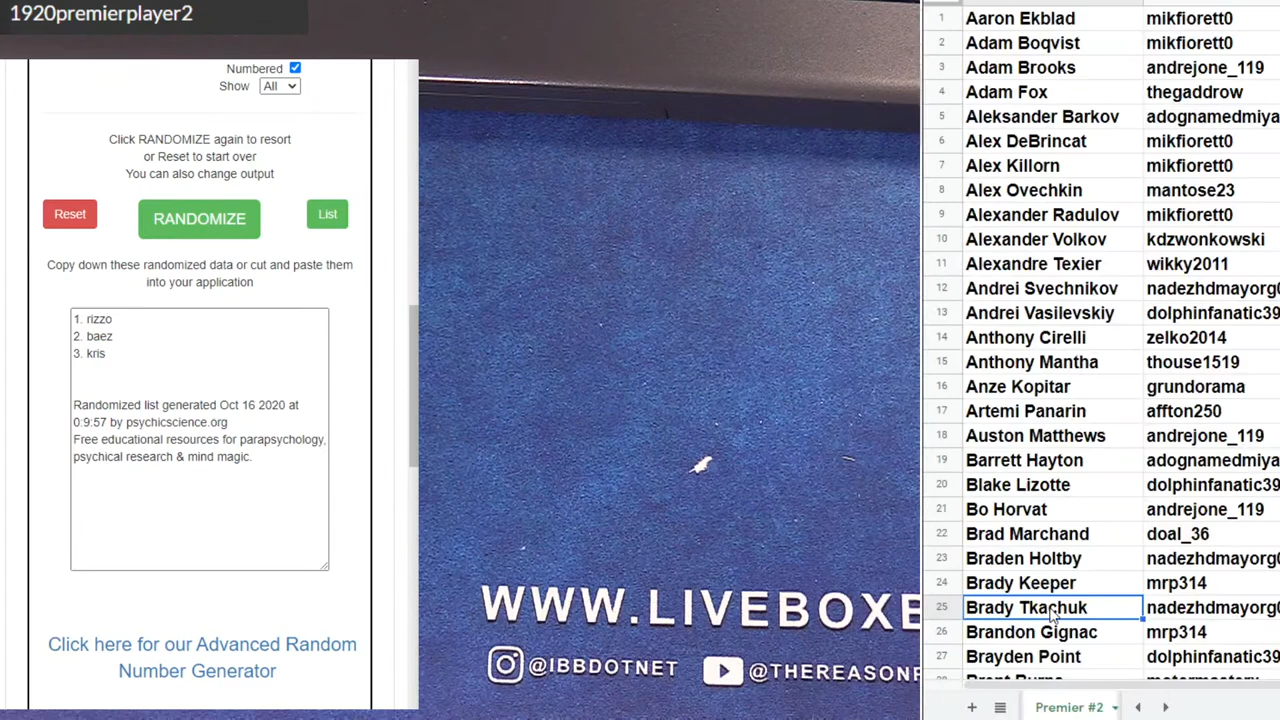 1920premierplayer2
Numbered
Show All
Click RANDOMIZE again to resort
or Reset to start over
You can also change output
Reset RANDOMIZE List
Copy down these randomized data or cut and paste them
into your application
1. rizzo
2. baez
3. kris
Randomized list generated Oct 16 2020 at
0:9:57 by psychicscience.org
Free educational resources for parapsychology,
psychical research & mind magic.
Click here for our Advanced Random
Number Generator
WWW.LIVEBOXB
@IBBDOTNET @THEREASONF
1 Aaron Ekblad mikfiorett0
2 Adam Boqvist mikfiorett0
3 Adam Brooks andrejone_119
4 Adam Fox thegaddrow
5 Aleksander Barkov adognamedmiya
6 Alex DeBrincat mikfiorett0
7 Alex Killorn mikfiorett0
8 Alex Ovechkin mantose23
9 Alexander Radulov mikfiorett0
10 Alexander Volkov kdzwonkowski
11 Alexandre Texier wikky2011
12 Andrei Svechnikov nadezhdmayorg0
13 Andrei Vasilevskiy dolphinfanatic39
14 Anthony Cirelli zelko2014
15 Anthony Mantha thouse1519
16 Anze Kopitar grundorama
17 Artemi Panarin affton250
18 Auston Matthews andrejone_119
19 Barrett Hayton adognamedmiya
20 Blake Lizotte dolphinfanatic39
21 Bo Horvat andrejone_119
22 Brad Marchand doal_36
23 Braden Holtby nadezhdmayorg0
24 Brady Keeper mrp314
25 Brady Tkachuk nadezhdmayorg0
26 Brandon Gignac mrp314
27 Brayden Point dolphinfanatic39
Brent Burns
Premier #2